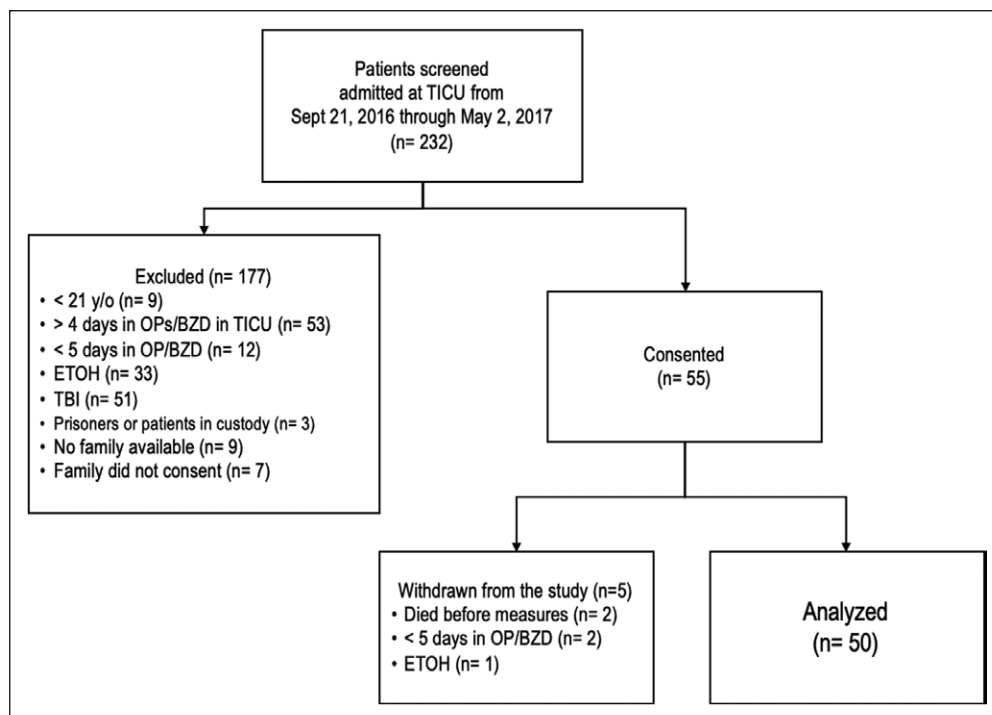 Patients screened
admitted at TICU from
Sept 21, 2016 through May 2, 2017
(n= 232)
Excluded (n= 177)
• < 21 y/o (n= 9)
• > 4 days in OPs/BZD in TICU (n= 53)
• < 5 days in OP/BZD (n= 12)
• ETOH (n= 33)
• TBI (n= 51)
• Prisoners or patients in custody (n= 3)
• No family available (n= 9)
• Family did not consent (n= 7)
Consented
(n= 55)
Withdrawn from the study (n=5)
• Died before measures (n= 2)
• < 5 days in OP/BZD (n= 2)
• ETOH (n= 1)
Analyzed
(n= 50)